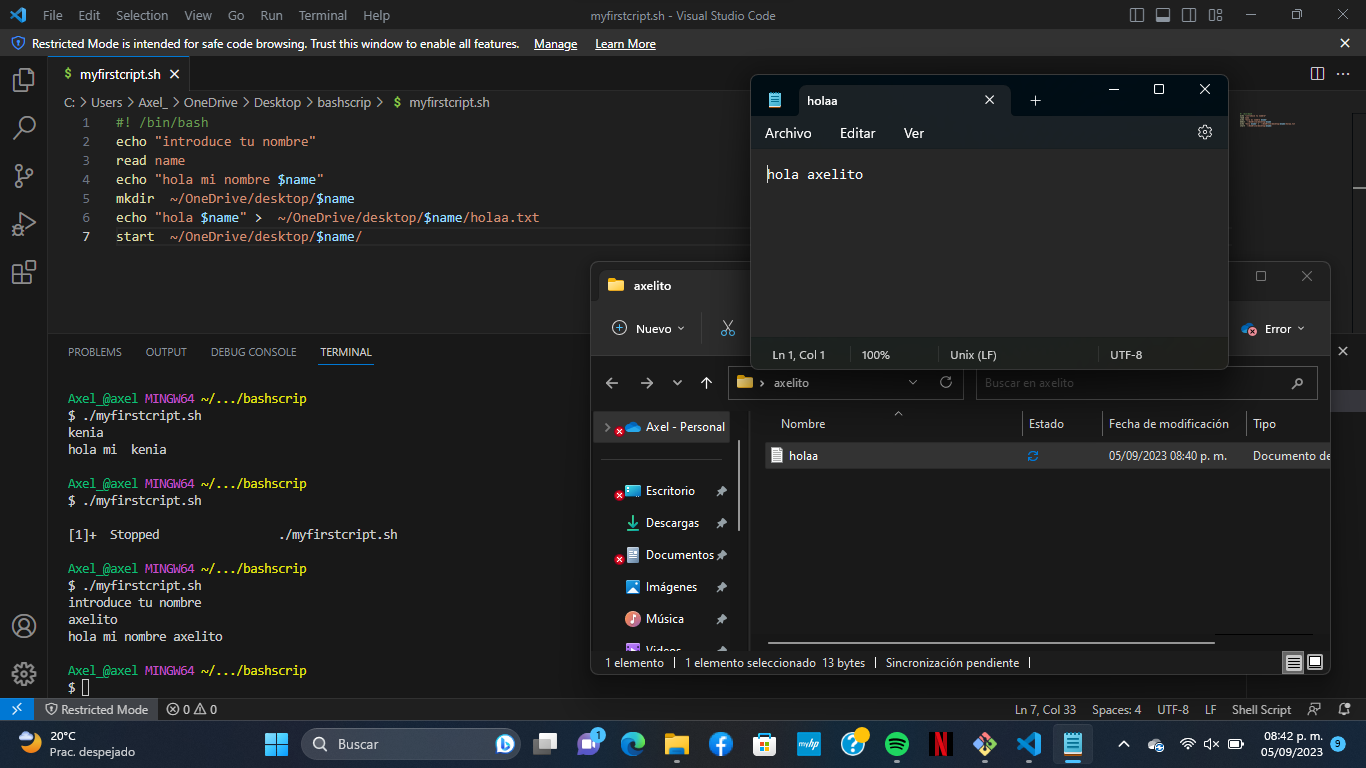 File Edit Selection View Go Run Terminal Help
myfirstcript.sh - Visual Studio Code
Restricted Mode is intended for safe code browsing. Trust this window to enable all features. Manage Learn More
$ myfirstcript.sh
C: > Users > Axel_ > OneDrive > Desktop > bashscrip > $ myfirstcript.sh
1 #! /bin/bash
2 echo "introduce tu nombre"
3 read name
4 echo "hola mi nombre $name"
5 mkdir  ~/OneDrive/desktop/$name
6 echo "hola $name" >  ~/OneDrive/desktop/$name/holaa.txt
7 start  ~/OneDrive/desktop/$name/
holaa
Archivo Editar Ver
hola axelito
Ln 1, Col 1 100% Unix (LF) UTF-8
axelito
Nuevo
Error
> axelito
Buscar en axelito
Nombre Estado Fecha de modificación Tipo
Axel - Personal
holaa 05/09/2023 08:40 p. m. Documento de
Escritorio
Descargas
Documentos
Imágenes
Música
Videos
1 elemento 1 elemento seleccionado 13 bytes Sincronización pendiente
PROBLEMS OUTPUT DEBUG CONSOLE TERMINAL
Axel_@axel MINGW64 ~/.../bashscrip
$ ./myfirstcript.sh
kenia
hola mi  kenia
Axel_@axel MINGW64 ~/.../bashscrip
$ ./myfirstcript.sh
[1]+  Stopped                 ./myfirstcript.sh
Axel_@axel MINGW64 ~/.../bashscrip
$ ./myfirstcript.sh
introduce tu nombre
axelito
hola mi nombre axelito
Axel_@axel MINGW64 ~/.../bashscrip
$
Restricted Mode 0 0
Ln 7, Col 33 Spaces: 4 UTF-8 LF Shell Script
20°C
Prac. despejado
Buscar
1
myhp
08:42 p. m.
05/09/2023
9